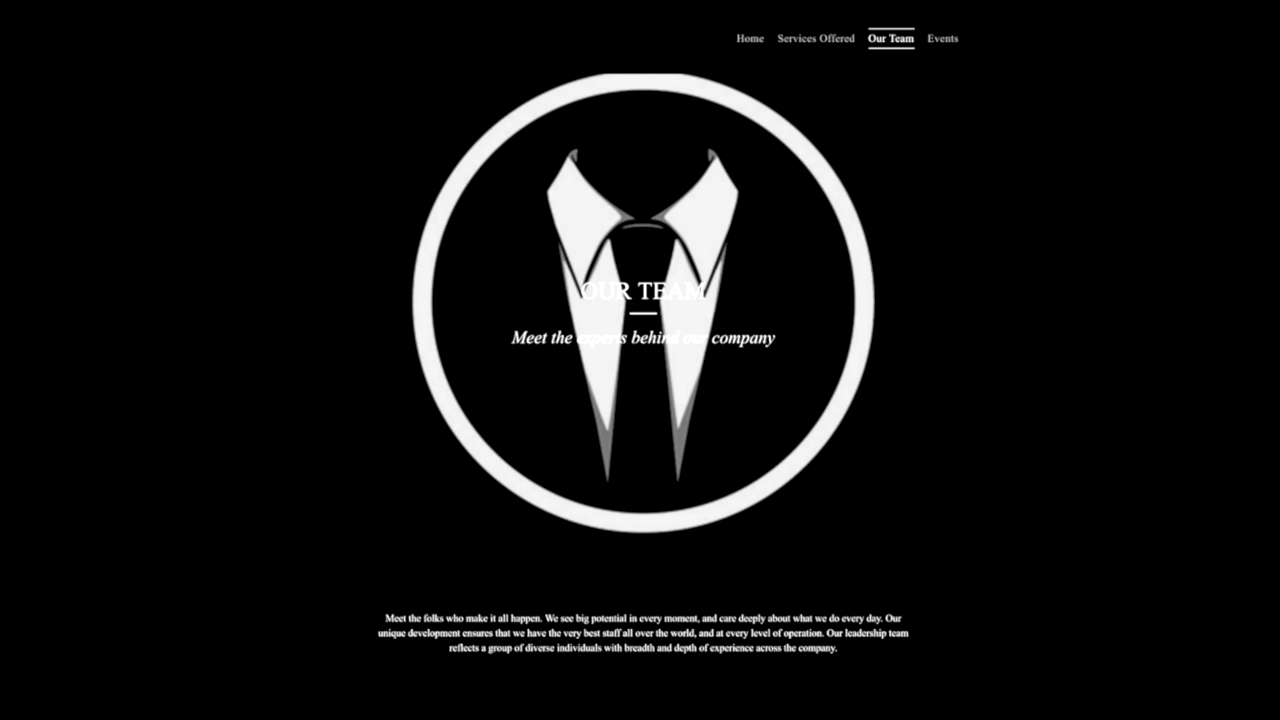 Home Services Offered Our Team Events
OUR TEAM
Meet the experts behind our company
Meet the folks who make it all happen. We see big potential in every moment, and care deeply about what we do every day. Our
unique development ensures that we have the very best staff all over the world, and at every level of operation. Our leadership team
reflects a group of diverse individuals with breadth and depth of experience across the company.